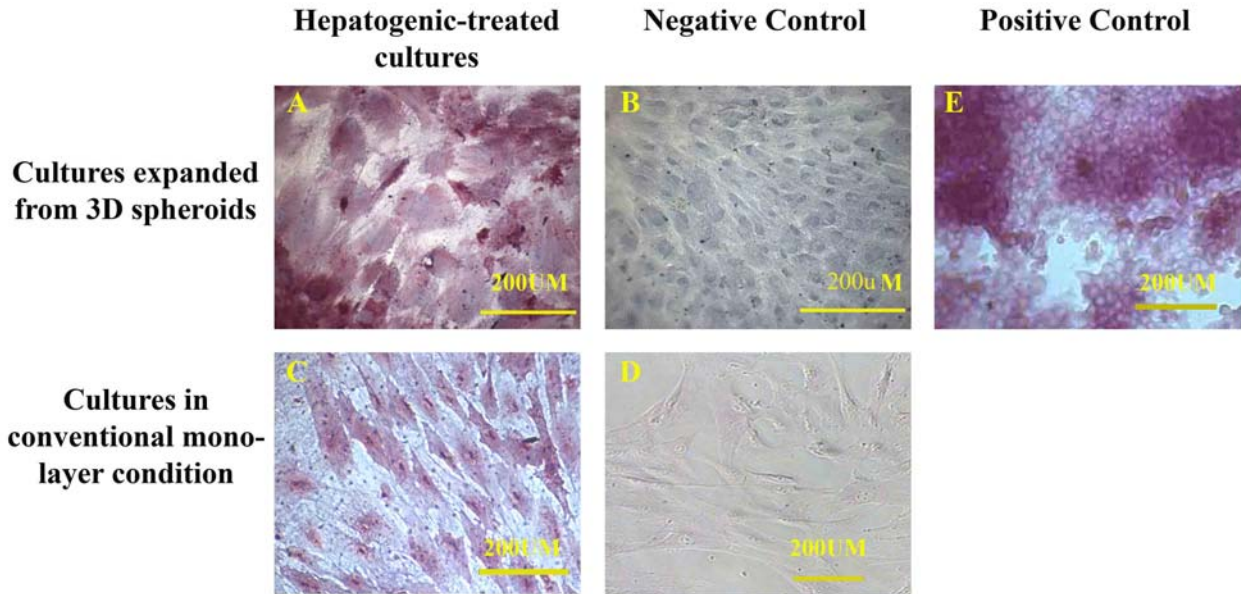 Hepatogenic-treated
cultures
Negative Control
Positive Control
Cultures expanded
from 3D spheroids
A
200UM
B
200u M
E
200UM
Cultures in
conventional mono-
layer condition
C
200UM
D
200UM